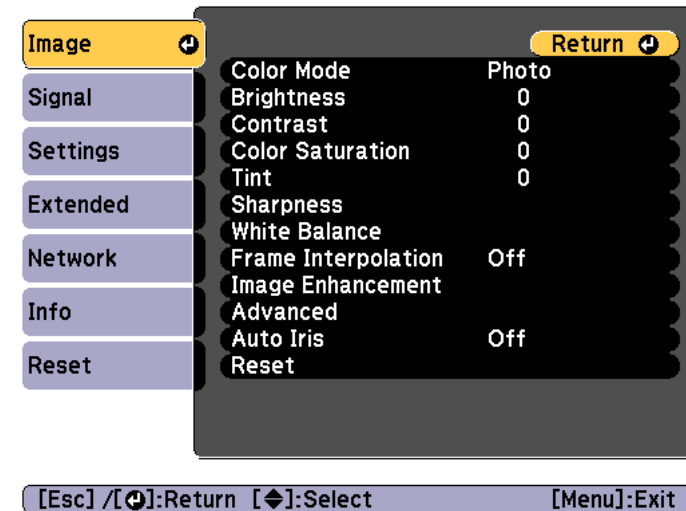 Image
Signal
Settings
Extended
Network
Info
Reset
Return
Color Mode Photo
Brightness 0
Contrast 0
Color Saturation 0
Tint 0
Sharpness
White Balance
Frame Interpolation Off
Image Enhancement
Advanced
Auto Iris Off
Reset
[Esc] /[⏎]:Return [◆]:Select [Menu]:Exit